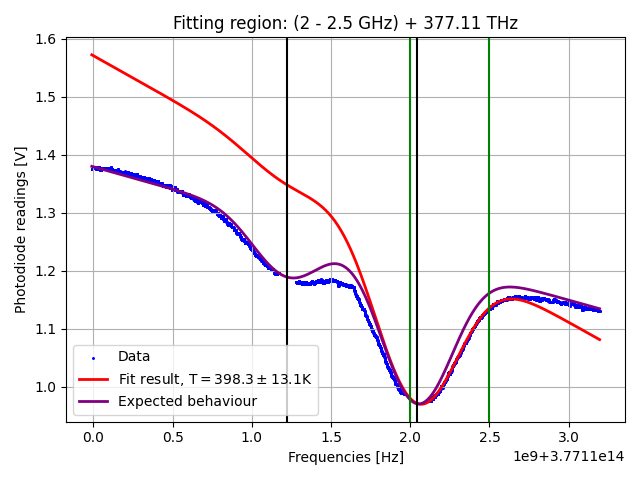 Fitting region: (2 - 2.5 GHz) + 377.11 THz
Photodiode readings [V]
1.6
1.5
1.4
1.3
1.2
1.1
1.0
Data
Fit result, T = 398.3 ± 13.1K
Expected behaviour
0.0 0.5 1.0 1.5 2.0 2.5 3.0
Frequencies [Hz]
1e9+3.7711e14